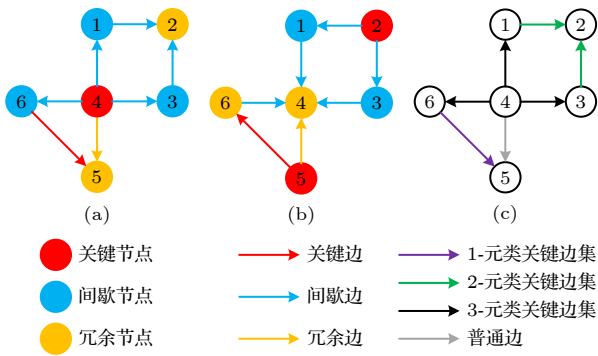 1 2 1 2 1 2
6 4 3 6 4 3 6 4 3
5 5 5
(a) (b) (c)
关键节点 关键边 1-元类关键边集
间歇节点 间歇边 2-元类关键边集
冗余节点 冗余边 3-元类关键边集
普通边